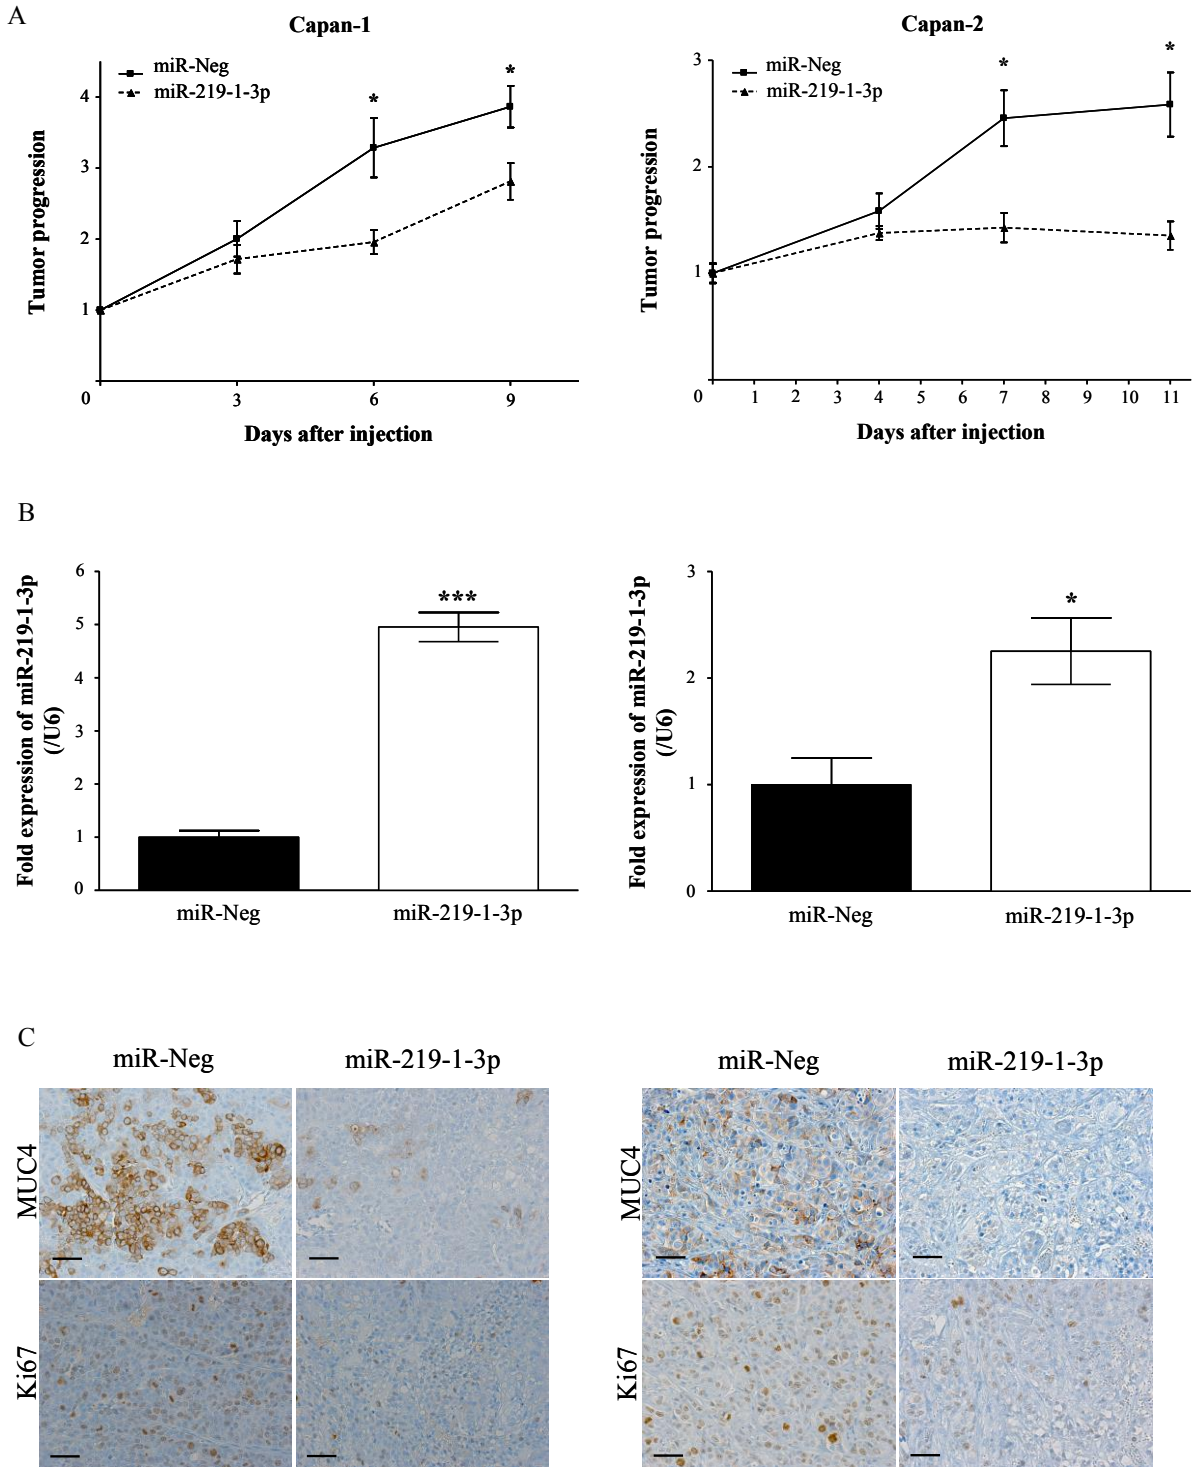 A
Capan-1
miR-Neg
miR-219-1-3p
*
*
4
3
2
1
0
3
6
9
Tumor progression
Days after injection
Capan-2
miR-Neg
miR-219-1-3p
*
*
3
2
1
0
1
2
3
4
5
6
7
8
9
10
11
Tumor progression
Days after injection
B
Fold expression of miR-219-1-3p
(/U6)
6
5
4
3
2
1
0
***
miR-Neg
miR-219-1-3p
Fold expression of miR-219-1-3p
(/U6)
3
2
1
0
*
miR-Neg
miR-219-1-3p
C
miR-Neg
miR-219-1-3p
MUC4
Ki67
miR-Neg
miR-219-1-3p
MUC4
Ki67